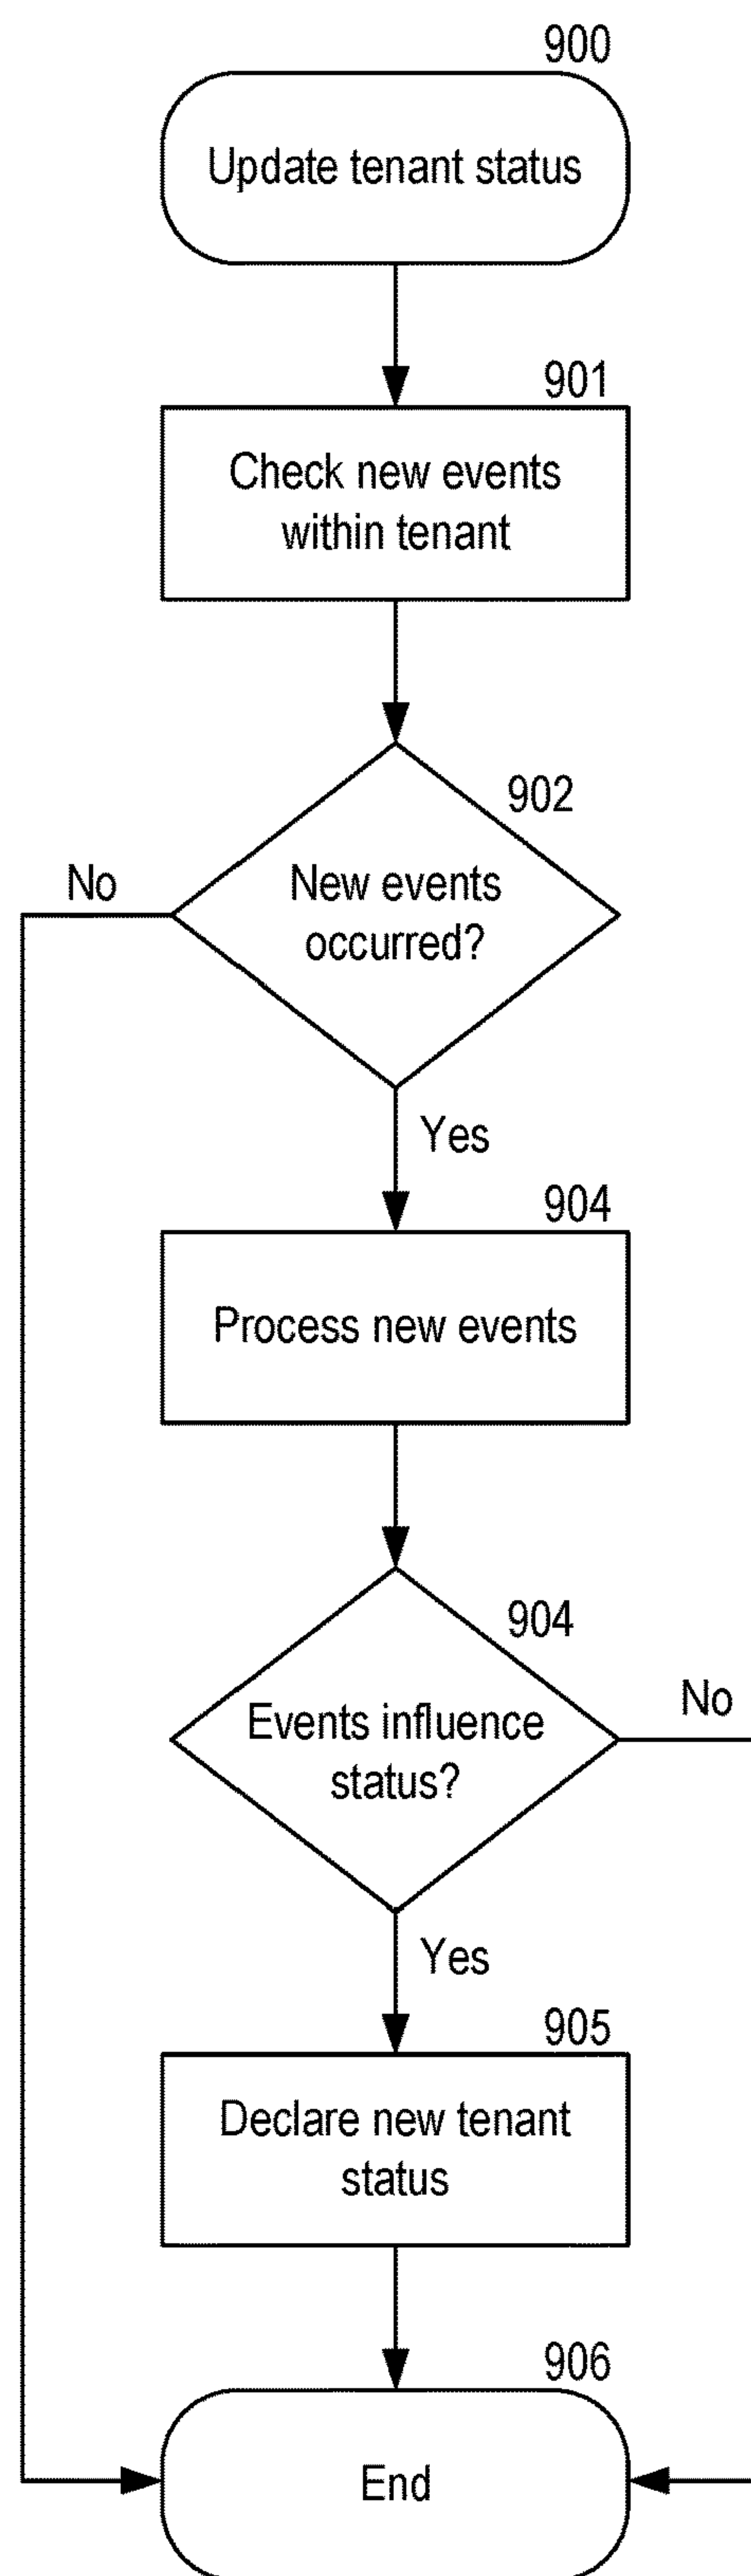 900
Update tenant status
901
Check new events
within tenant
902
No
New events
occurred?
Yes
904
Process new events
904
No
Events influence
status?
Yes
905
Declare new tenant
status
906
End